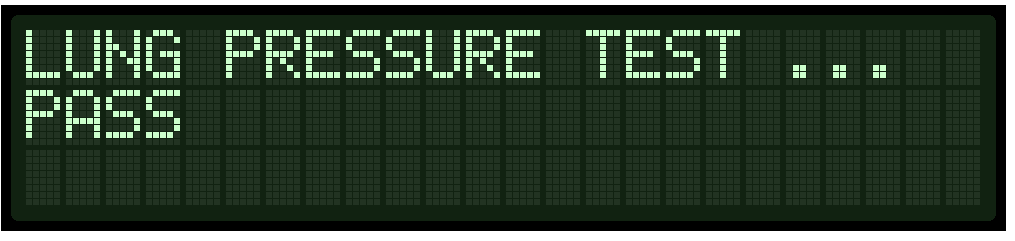 LUNG PRESSURE TEST ...
PASS